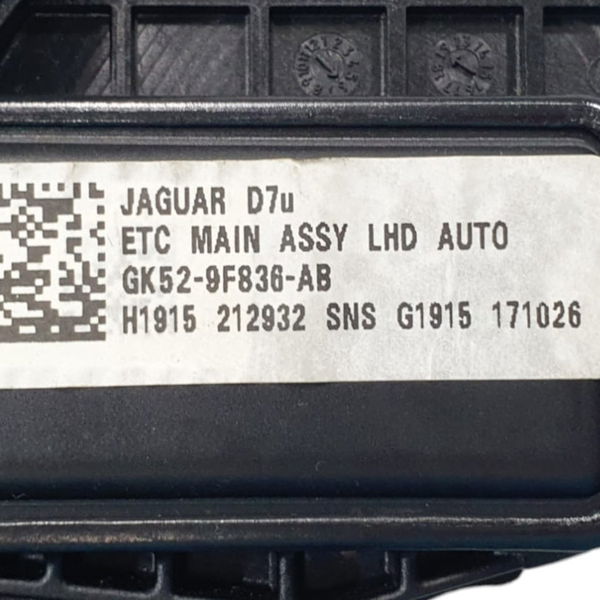 JAGUAR D7u
ETC MAIN ASSY LHD AUTO
GK52-9F836-AB
H1915 212932 SNS G1915 171026